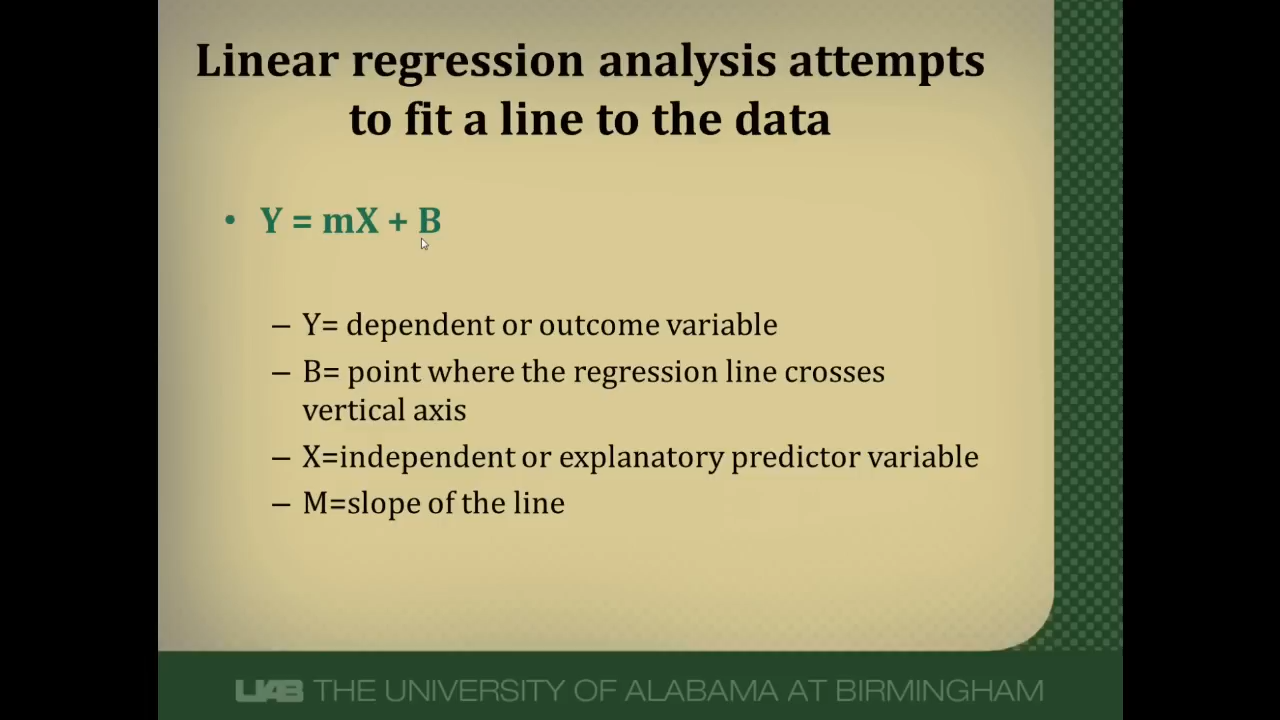 Linear regression analysis attempts
to fit a line to the data
• Y = mX + B
– Y= dependent or outcome variable
– B= point where the regression line crosses
vertical axis
– X=independent or explanatory predictor variable
– M=slope of the line
UAB THE UNIVERSITY OF ALABAMA AT BIRMINGHAM